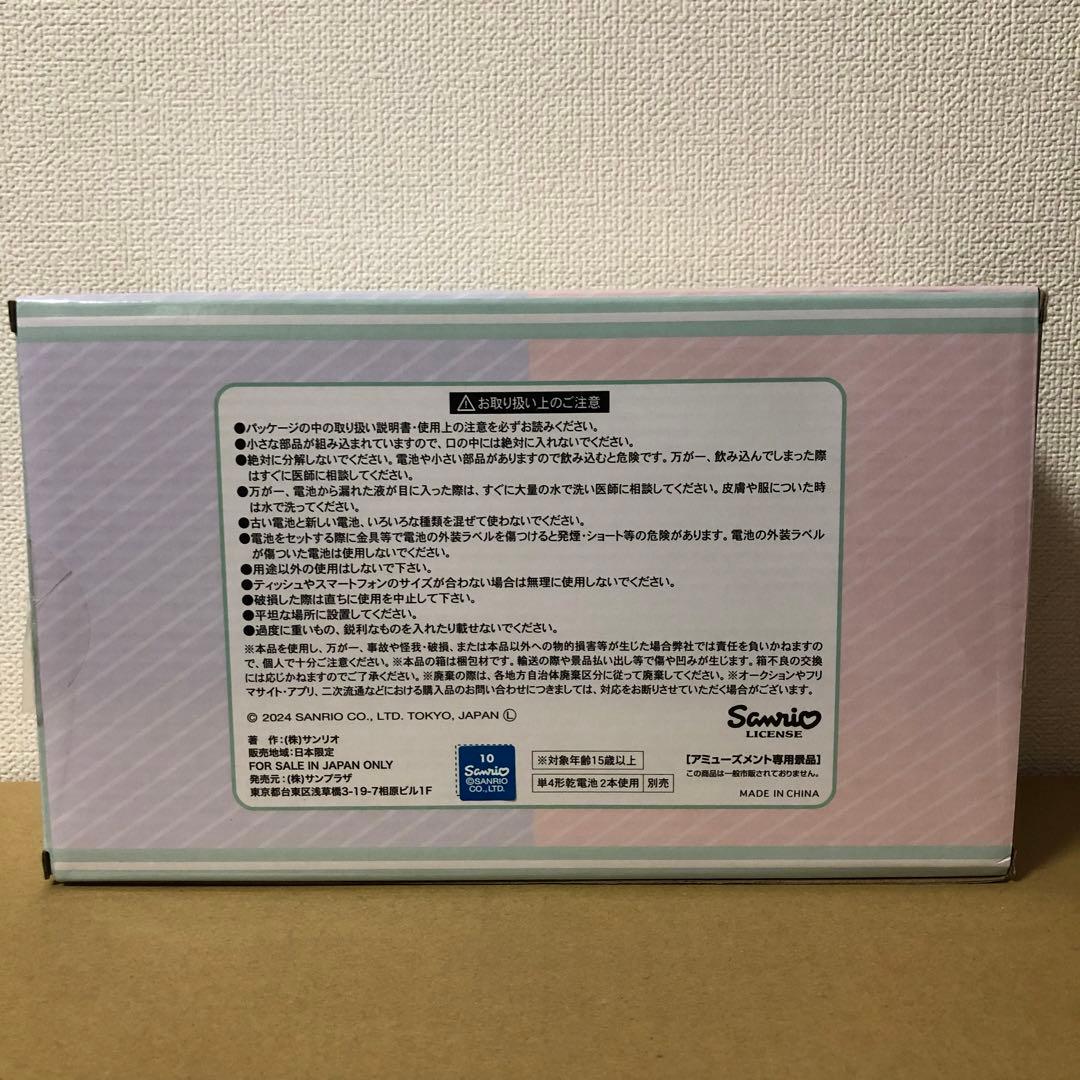 ⚠お取り扱い上のご注意
●パッケージの中の取り扱い説明書・使用上の注意を必ずお読みください。
●小さな部品が組み込まれていますので、口の中には絶対に入れないでください。
●絶対に分解しないでください。電池や小さい部品がありますので飲み込むと危険です。万が一、飲み込んでしまった際
はすぐに医師に相談してください。
●万が一、電池から漏れた液が目に入った際は、すぐに大量の水で洗い医師に相談してください。皮膚や服についた時
は水で洗ってください。
●古い電池と新しい電池、いろいろな種類を混ぜて使わないでください。
●電池をセットする際に金具等で電池の外装ラベルを傷つけると発煙・ショート等の危険があります。電池の外装ラベル
が傷ついた電池は使用しないでください。
●用途以外の使用はしないで下さい。
●ティッシュやスマートフォンのサイズが合わない場合は無理に使用しないでください。
●破損した際は直ちに使用を中止して下さい。
●平坦な場所に設置してください。
●過度に重いもの、鋭利なものを入れたり載せないでください。
※本品を使用し、万が一、事故や怪我・破損、または本品以外への物的損害等が生じた場合弊社では責任を負いかねますの
で、個人で十分ご注意ください。※本品の箱は梱包材です。輸送の際や景品払い出し等で傷や凹みが生じます。箱不良の交換
には応じかねますのでご了承ください。※廃棄の際は、各地方自治体廃棄区分に従って廃棄してください。※オークションやフリ
マサイト・アプリ、二次流通などにおける購入品のお問い合わせにつきましては、対応をお断りさせていただく場合がございます。
© 2024 SANRIO CO., LTD. TOKYO, JAPAN Ⓛ
Sanrio
LICENSE
著 作：(株)サンリオ
販売地域：日本限定
FOR SALE IN JAPAN ONLY
発売元：(株)サンプラザ
東京都台東区浅草橋3-19-7相原ビル1F
10
Sanrio
©SANRIO
CO.,LTD.
※対象年齢15歳以上
単4形乾電池2本使用 別売
【アミューズメント専用景品】
この商品は一般市販されておりません。
MADE IN CHINA